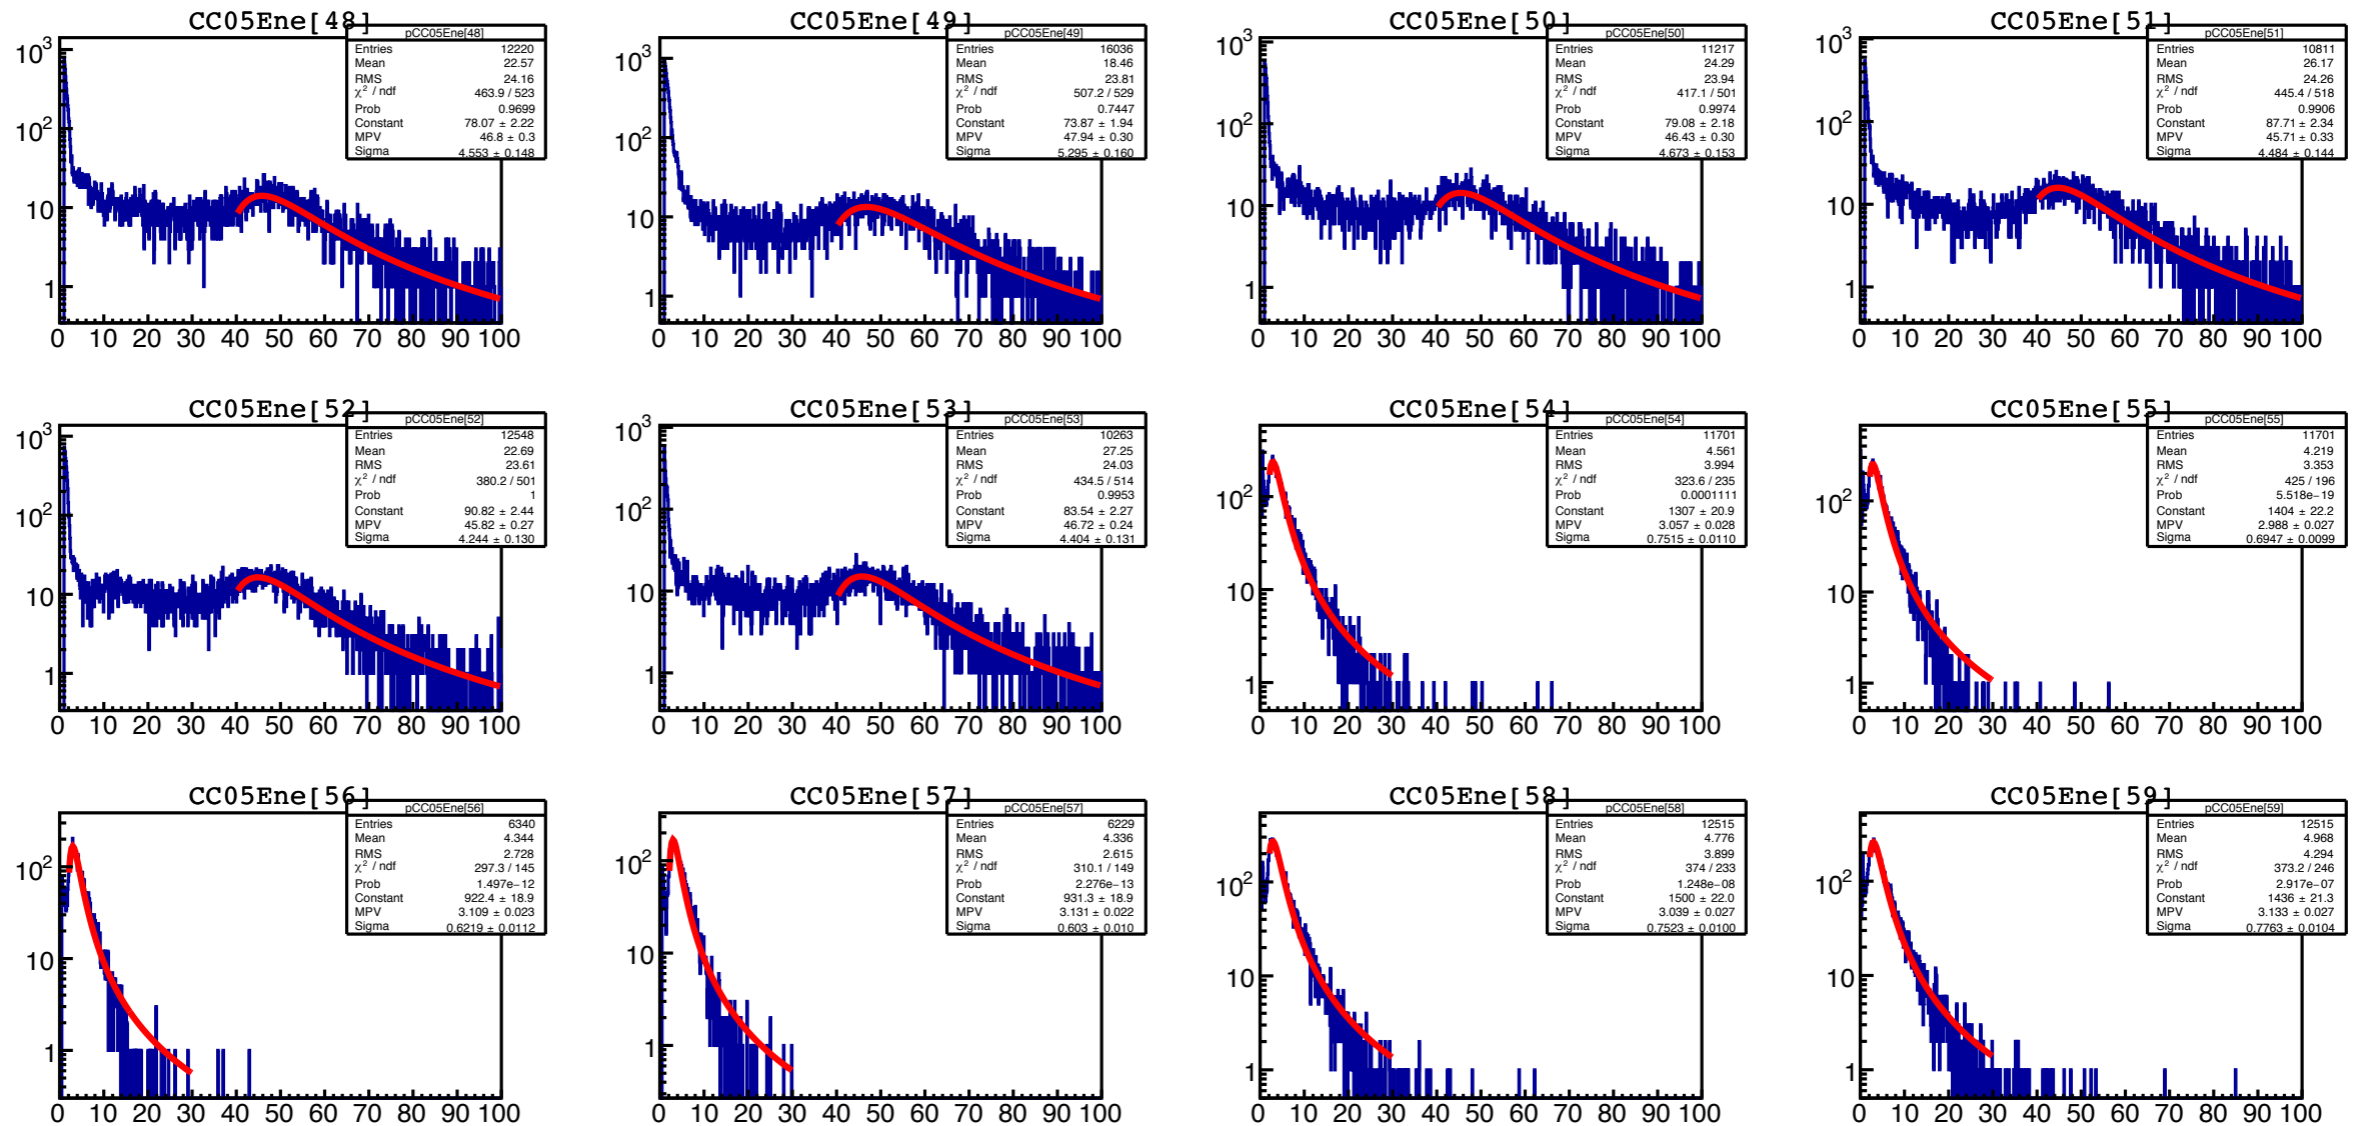 CC05Ene[48]
pCC05Ene[48]
Entries 12220
Mean 22.57
RMS 24.16
χ² / ndf 463.9 / 523
Prob 0.9699
Constant 78.07 ± 2.22
MPV 46.8 ± 0.3
Sigma 4.553 ± 0.148
10³
10²
10
1
0 10 20 30 40 50 60 70 80 90 100
CC05Ene[49]
pCC05Ene[49]
Entries 16036
Mean 18.46
RMS 23.81
χ² / ndf 507.2 / 529
Prob 0.7447
Constant 73.87 ± 1.94
MPV 47.94 ± 0.30
Sigma 5.295 ± 0.160
10³
10²
10
1
0 10 20 30 40 50 60 70 80 90 100
CC05Ene[50]
pCC05Ene[50]
Entries 11217
Mean 24.29
RMS 23.94
χ² / ndf 417.1 / 501
Prob 0.9974
Constant 79.08 ± 2.18
MPV 46.43 ± 0.30
Sigma 4.673 ± 0.153
10³
10²
10
1
0 10 20 30 40 50 60 70 80 90 100
CC05Ene[51]
pCC05Ene[51]
Entries 10811
Mean 26.17
RMS 24.26
χ² / ndf 445.4 / 518
Prob 0.9906
Constant 87.71 ± 2.34
MPV 45.71 ± 0.33
Sigma 4.484 ± 0.144
10³
10²
10
1
0 10 20 30 40 50 60 70 80 90 100
CC05Ene[52]
pCC05Ene[52]
Entries 12548
Mean 22.69
RMS 23.61
χ² / ndf 380.2 / 501
Prob 1
Constant 90.82 ± 2.44
MPV 45.82 ± 0.27
Sigma 4.244 ± 0.130
10³
10²
10
1
0 10 20 30 40 50 60 70 80 90 100
CC05Ene[53]
pCC05Ene[53]
Entries 10263
Mean 27.25
RMS 24.03
χ² / ndf 434.5 / 514
Prob 0.9953
Constant 83.54 ± 2.27
MPV 46.72 ± 0.24
Sigma 4.404 ± 0.131
10³
10²
10
1
0 10 20 30 40 50 60 70 80 90 100
CC05Ene[54]
pCC05Ene[54]
Entries 11701
Mean 4.561
RMS 3.994
χ² / ndf 323.6 / 235
Prob 0.0001111
Constant 1307 ± 20.9
MPV 3.057 ± 0.028
Sigma 0.7515 ± 0.0110
10²
10
1
0 10 20 30 40 50 60 70 80 90 100
CC05Ene[55]
pCC05Ene[55]
Entries 11701
Mean 4.219
RMS 3.353
χ² / ndf 425 / 196
Prob 5.518e−19
Constant 1404 ± 22.2
MPV 2.988 ± 0.027
Sigma 0.6947 ± 0.0099
10²
10
1
0 10 20 30 40 50 60 70 80 90 100
CC05Ene[56]
pCC05Ene[56]
Entries 6340
Mean 4.344
RMS 2.728
χ² / ndf 297.3 / 145
Prob 1.497e−12
Constant 922.4 ± 18.9
MPV 3.109 ± 0.023
Sigma 0.6219 ± 0.0112
10²
10
1
0 10 20 30 40 50 60 70 80 90 100
CC05Ene[57]
pCC05Ene[57]
Entries 6229
Mean 4.336
RMS 2.615
χ² / ndf 310.1 / 149
Prob 2.276e−13
Constant 931.3 ± 18.9
MPV 3.131 ± 0.022
Sigma 0.603 ± 0.010
10²
10
1
0 10 20 30 40 50 60 70 80 90 100
CC05Ene[58]
pCC05Ene[58]
Entries 12515
Mean 4.776
RMS 3.899
χ² / ndf 374 / 233
Prob 1.248e−08
Constant 1500 ± 22.0
MPV 3.039 ± 0.027
Sigma 0.7523 ± 0.0100
10²
10
1
0 10 20 30 40 50 60 70 80 90 100
CC05Ene[59]
pCC05Ene[59]
Entries 12515
Mean 4.968
RMS 4.294
χ² / ndf 373.2 / 246
Prob 2.917e−07
Constant 1436 ± 21.3
MPV 3.133 ± 0.027
Sigma 0.7763 ± 0.0104
10²
10
1
0 10 20 30 40 50 60 70 80 90 100